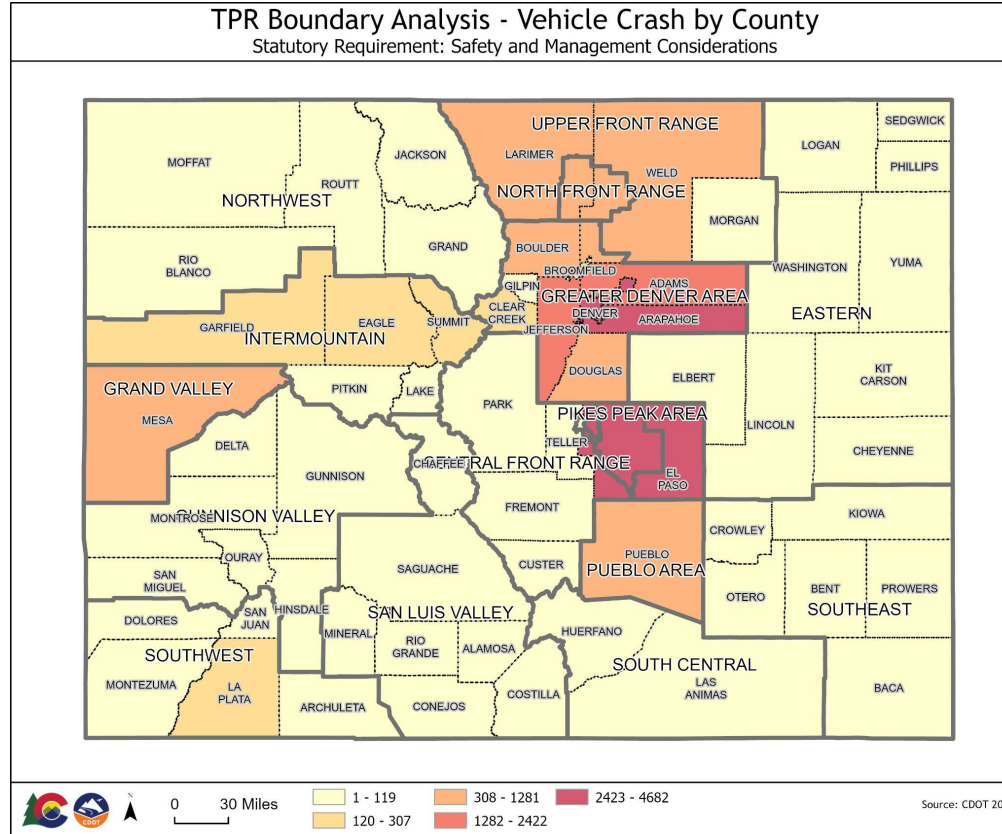 TPR Boundary Analysis - Vehicle Crash by County
Statutory Requirement: Safety and Management Considerations
SEDGWICK
UPPER FRONT RANGE
LOGAN
JACKSON
LARIMER
MOFFAT
PHILLIPS
WELD
ROUTT
NORTH FRONT RANGE
NORTHWEST
MORGAN
GRAND
BOULDER
RIO
BLANCO
YUMA
WASHINGTON
BROOMFIELD
GILPIN
ADAMS
GREATER DENVER AREA
CLEAR
CREEK
DENVER
EASTERN
ARAPAHOE
EAGLE
SUMMIT
GARFIELD
JEFFERSON
INTERMOUNTAIN
DOUGLAS
KIT
CARSON
ELBERT
GRAND VALLEY
PITKIN
LAKE
PARK
PIKES PEAK AREA
MESA
LINCOLN
TELLER
DELTA
CHEYENNE
CHAFFEE
CENTRAL FRONT RANGE
GUNNISON
EL
PASO
FREMONT
KIOWA
MONTROSE
GUNNISON VALLEY
CROWLEY
OURAY
PUEBLO
PUEBLO AREA
SAGUACHE
CUSTER
SAN
MIGUEL
BENT
PROWERS
OTERO
SOUTHEAST
SAN
JUAN
HINSDALE
SAN LUIS VALLEY
DOLORES
MINERAL
HUERFANO
RIO
GRANDE
ALAMOSA
SOUTHWEST
SOUTH CENTRAL
MONTEZUMA
LA
PLATA
LAS
ANIMAS
BACA
COSTILLA
ARCHULETA
CONEJOS
CDOT
0 30 Miles
1 - 119
120 - 307
308 - 1281
1282 - 2422
2423 - 4682
Source: CDOT 20